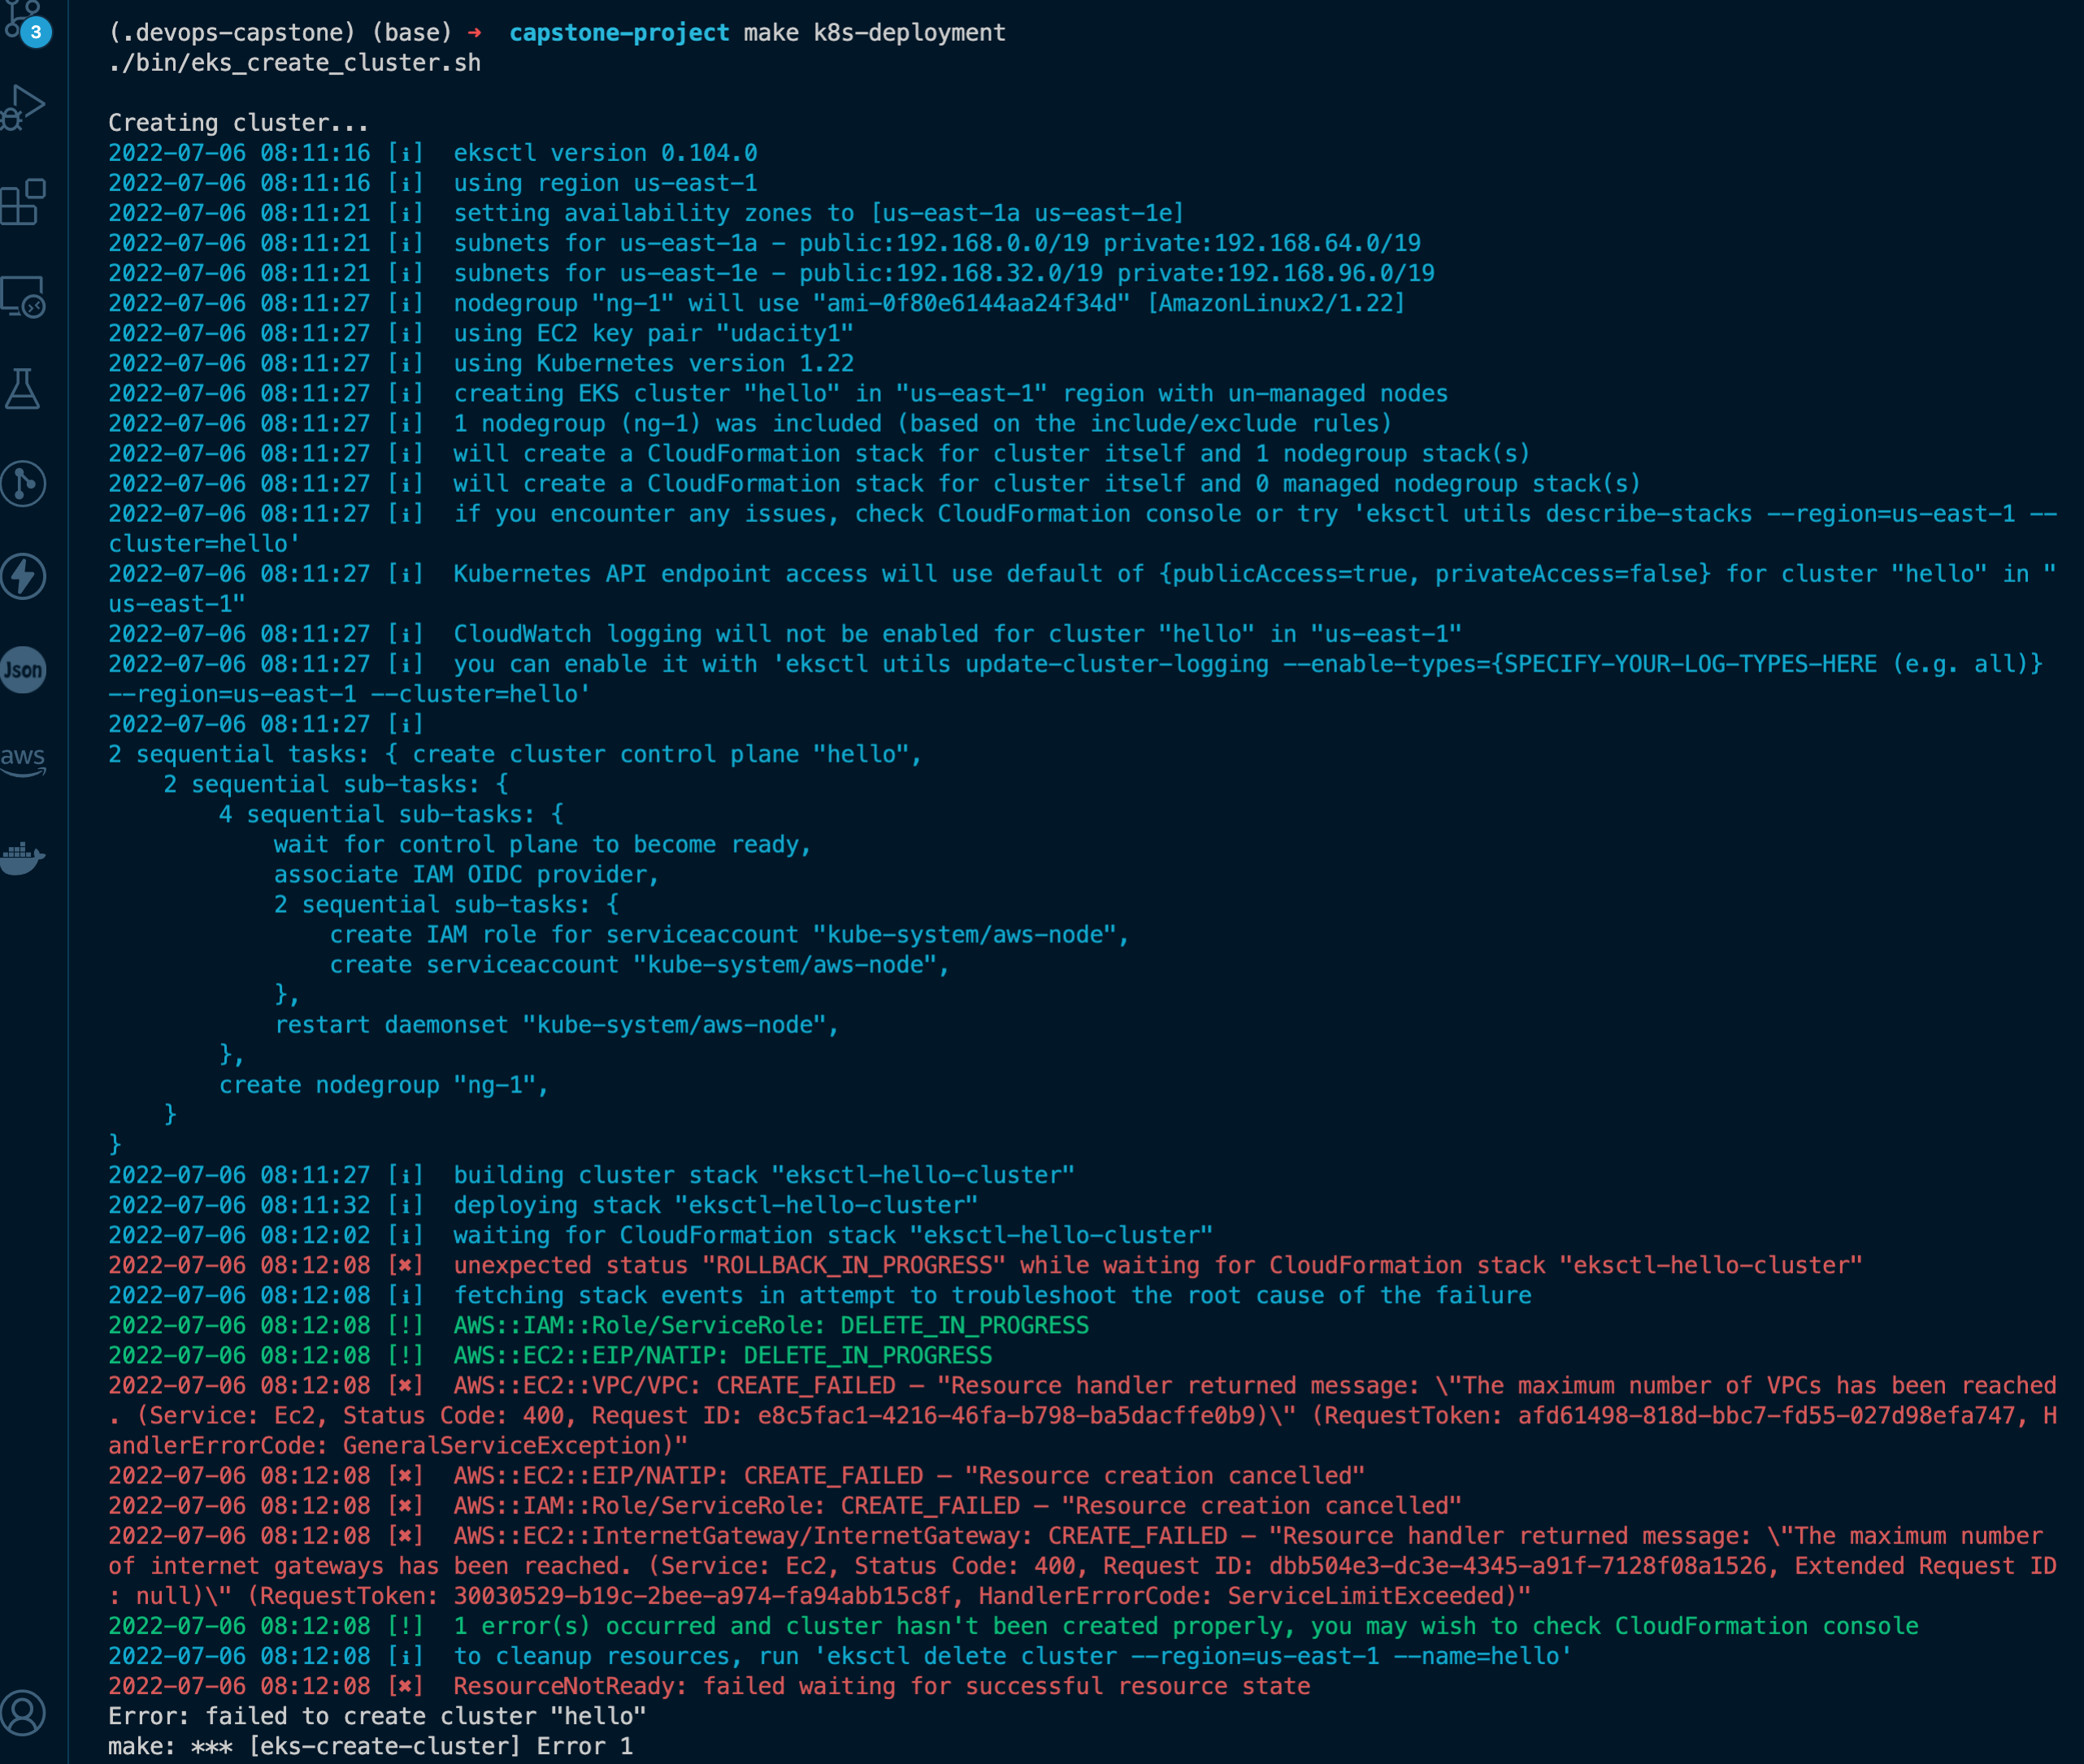 3
(.devops-capstone) (base) ➜  capstone-project make k8s-deployment
./bin/eks_create_cluster.sh
Creating cluster...
2022-07-06 08:11:16 [ℹ]  eksctl version 0.104.0
2022-07-06 08:11:16 [ℹ]  using region us-east-1
2022-07-06 08:11:21 [ℹ]  setting availability zones to [us-east-1a us-east-1e]
2022-07-06 08:11:21 [ℹ]  subnets for us-east-1a - public:192.168.0.0/19 private:192.168.64.0/19
2022-07-06 08:11:21 [ℹ]  subnets for us-east-1e - public:192.168.32.0/19 private:192.168.96.0/19
2022-07-06 08:11:27 [ℹ]  nodegroup "ng-1" will use "ami-0f80e6144aa24f34d" [AmazonLinux2/1.22]
2022-07-06 08:11:27 [ℹ]  using EC2 key pair "udacity1"
2022-07-06 08:11:27 [ℹ]  using Kubernetes version 1.22
2022-07-06 08:11:27 [ℹ]  creating EKS cluster "hello" in "us-east-1" region with un-managed nodes
2022-07-06 08:11:27 [ℹ]  1 nodegroup (ng-1) was included (based on the include/exclude rules)
2022-07-06 08:11:27 [ℹ]  will create a CloudFormation stack for cluster itself and 1 nodegroup stack(s)
2022-07-06 08:11:27 [ℹ]  will create a CloudFormation stack for cluster itself and 0 managed nodegroup stack(s)
2022-07-06 08:11:27 [ℹ]  if you encounter any issues, check CloudFormation console or try 'eksctl utils describe-stacks --region=us-east-1 --
cluster=hello'
2022-07-06 08:11:27 [ℹ]  Kubernetes API endpoint access will use default of {publicAccess=true, privateAccess=false} for cluster "hello" in "
us-east-1"
2022-07-06 08:11:27 [ℹ]  CloudWatch logging will not be enabled for cluster "hello" in "us-east-1"
2022-07-06 08:11:27 [ℹ]  you can enable it with 'eksctl utils update-cluster-logging --enable-types={SPECIFY-YOUR-LOG-TYPES-HERE (e.g. all)}
--region=us-east-1 --cluster=hello'
2022-07-06 08:11:27 [ℹ]
2 sequential tasks: { create cluster control plane "hello",
    2 sequential sub-tasks: {
        4 sequential sub-tasks: {
            wait for control plane to become ready,
            associate IAM OIDC provider,
            2 sequential sub-tasks: {
                create IAM role for serviceaccount "kube-system/aws-node",
                create serviceaccount "kube-system/aws-node",
            },
            restart daemonset "kube-system/aws-node",
        },
        create nodegroup "ng-1",
    }
}
2022-07-06 08:11:27 [ℹ]  building cluster stack "eksctl-hello-cluster"
2022-07-06 08:11:32 [ℹ]  deploying stack "eksctl-hello-cluster"
2022-07-06 08:12:02 [ℹ]  waiting for CloudFormation stack "eksctl-hello-cluster"
2022-07-06 08:12:08 [✖]  unexpected status "ROLLBACK_IN_PROGRESS" while waiting for CloudFormation stack "eksctl-hello-cluster"
2022-07-06 08:12:08 [ℹ]  fetching stack events in attempt to troubleshoot the root cause of the failure
2022-07-06 08:12:08 [!]  AWS::IAM::Role/ServiceRole: DELETE_IN_PROGRESS
2022-07-06 08:12:08 [!]  AWS::EC2::EIP/NATIP: DELETE_IN_PROGRESS
2022-07-06 08:12:08 [✖]  AWS::EC2::VPC/VPC: CREATE_FAILED – "Resource handler returned message: \"The maximum number of VPCs has been reached
. (Service: Ec2, Status Code: 400, Request ID: e8c5fac1-4216-46fa-b798-ba5dacffe0b9)\" (RequestToken: afd61498-818d-bbc7-fd55-027d98efa747, H
andlerErrorCode: GeneralServiceException)"
2022-07-06 08:12:08 [✖]  AWS::EC2::EIP/NATIP: CREATE_FAILED – "Resource creation cancelled"
2022-07-06 08:12:08 [✖]  AWS::IAM::Role/ServiceRole: CREATE_FAILED – "Resource creation cancelled"
2022-07-06 08:12:08 [✖]  AWS::EC2::InternetGateway/InternetGateway: CREATE_FAILED – "Resource handler returned message: \"The maximum number
of internet gateways has been reached. (Service: Ec2, Status Code: 400, Request ID: dbb504e3-dc3e-4345-a91f-7128f08a1526, Extended Request ID
: null)\" (RequestToken: 30030529-b19c-2bee-a974-fa94abb15c8f, HandlerErrorCode: ServiceLimitExceeded)"
2022-07-06 08:12:08 [!]  1 error(s) occurred and cluster hasn't been created properly, you may wish to check CloudFormation console
2022-07-06 08:12:08 [ℹ]  to cleanup resources, run 'eksctl delete cluster --region=us-east-1 --name=hello'
2022-07-06 08:12:08 [✖]  ResourceNotReady: failed waiting for successful resource state
Error: failed to create cluster "hello"
make: *** [eks-create-cluster] Error 1
Json
aws